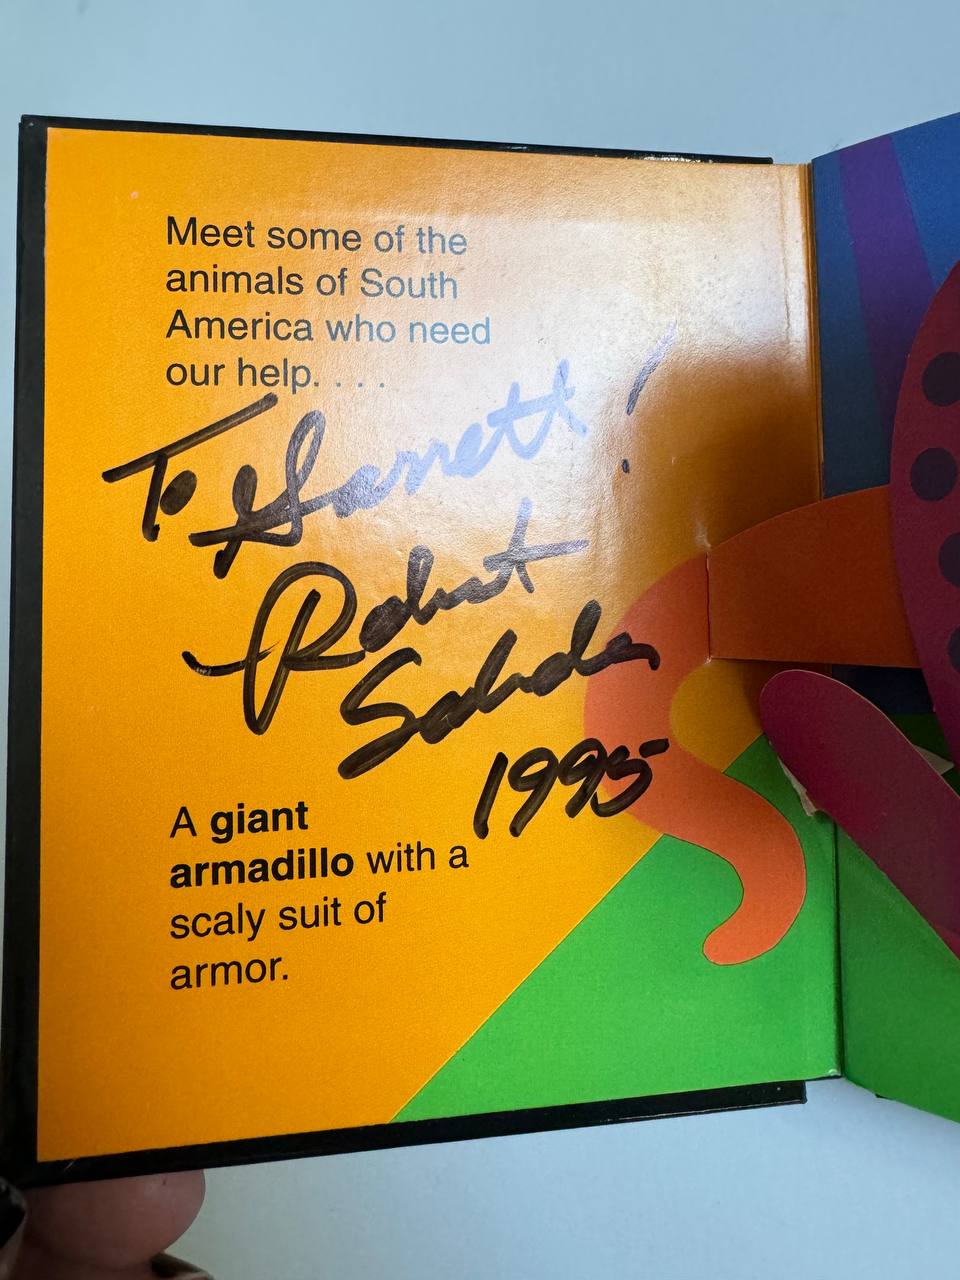 Meet some of the
animals of South
America who need
our help. . . .
To Garrett!
Robert
Sabuda
1995
A giant
armadillo with a
scaly suit of
armor.